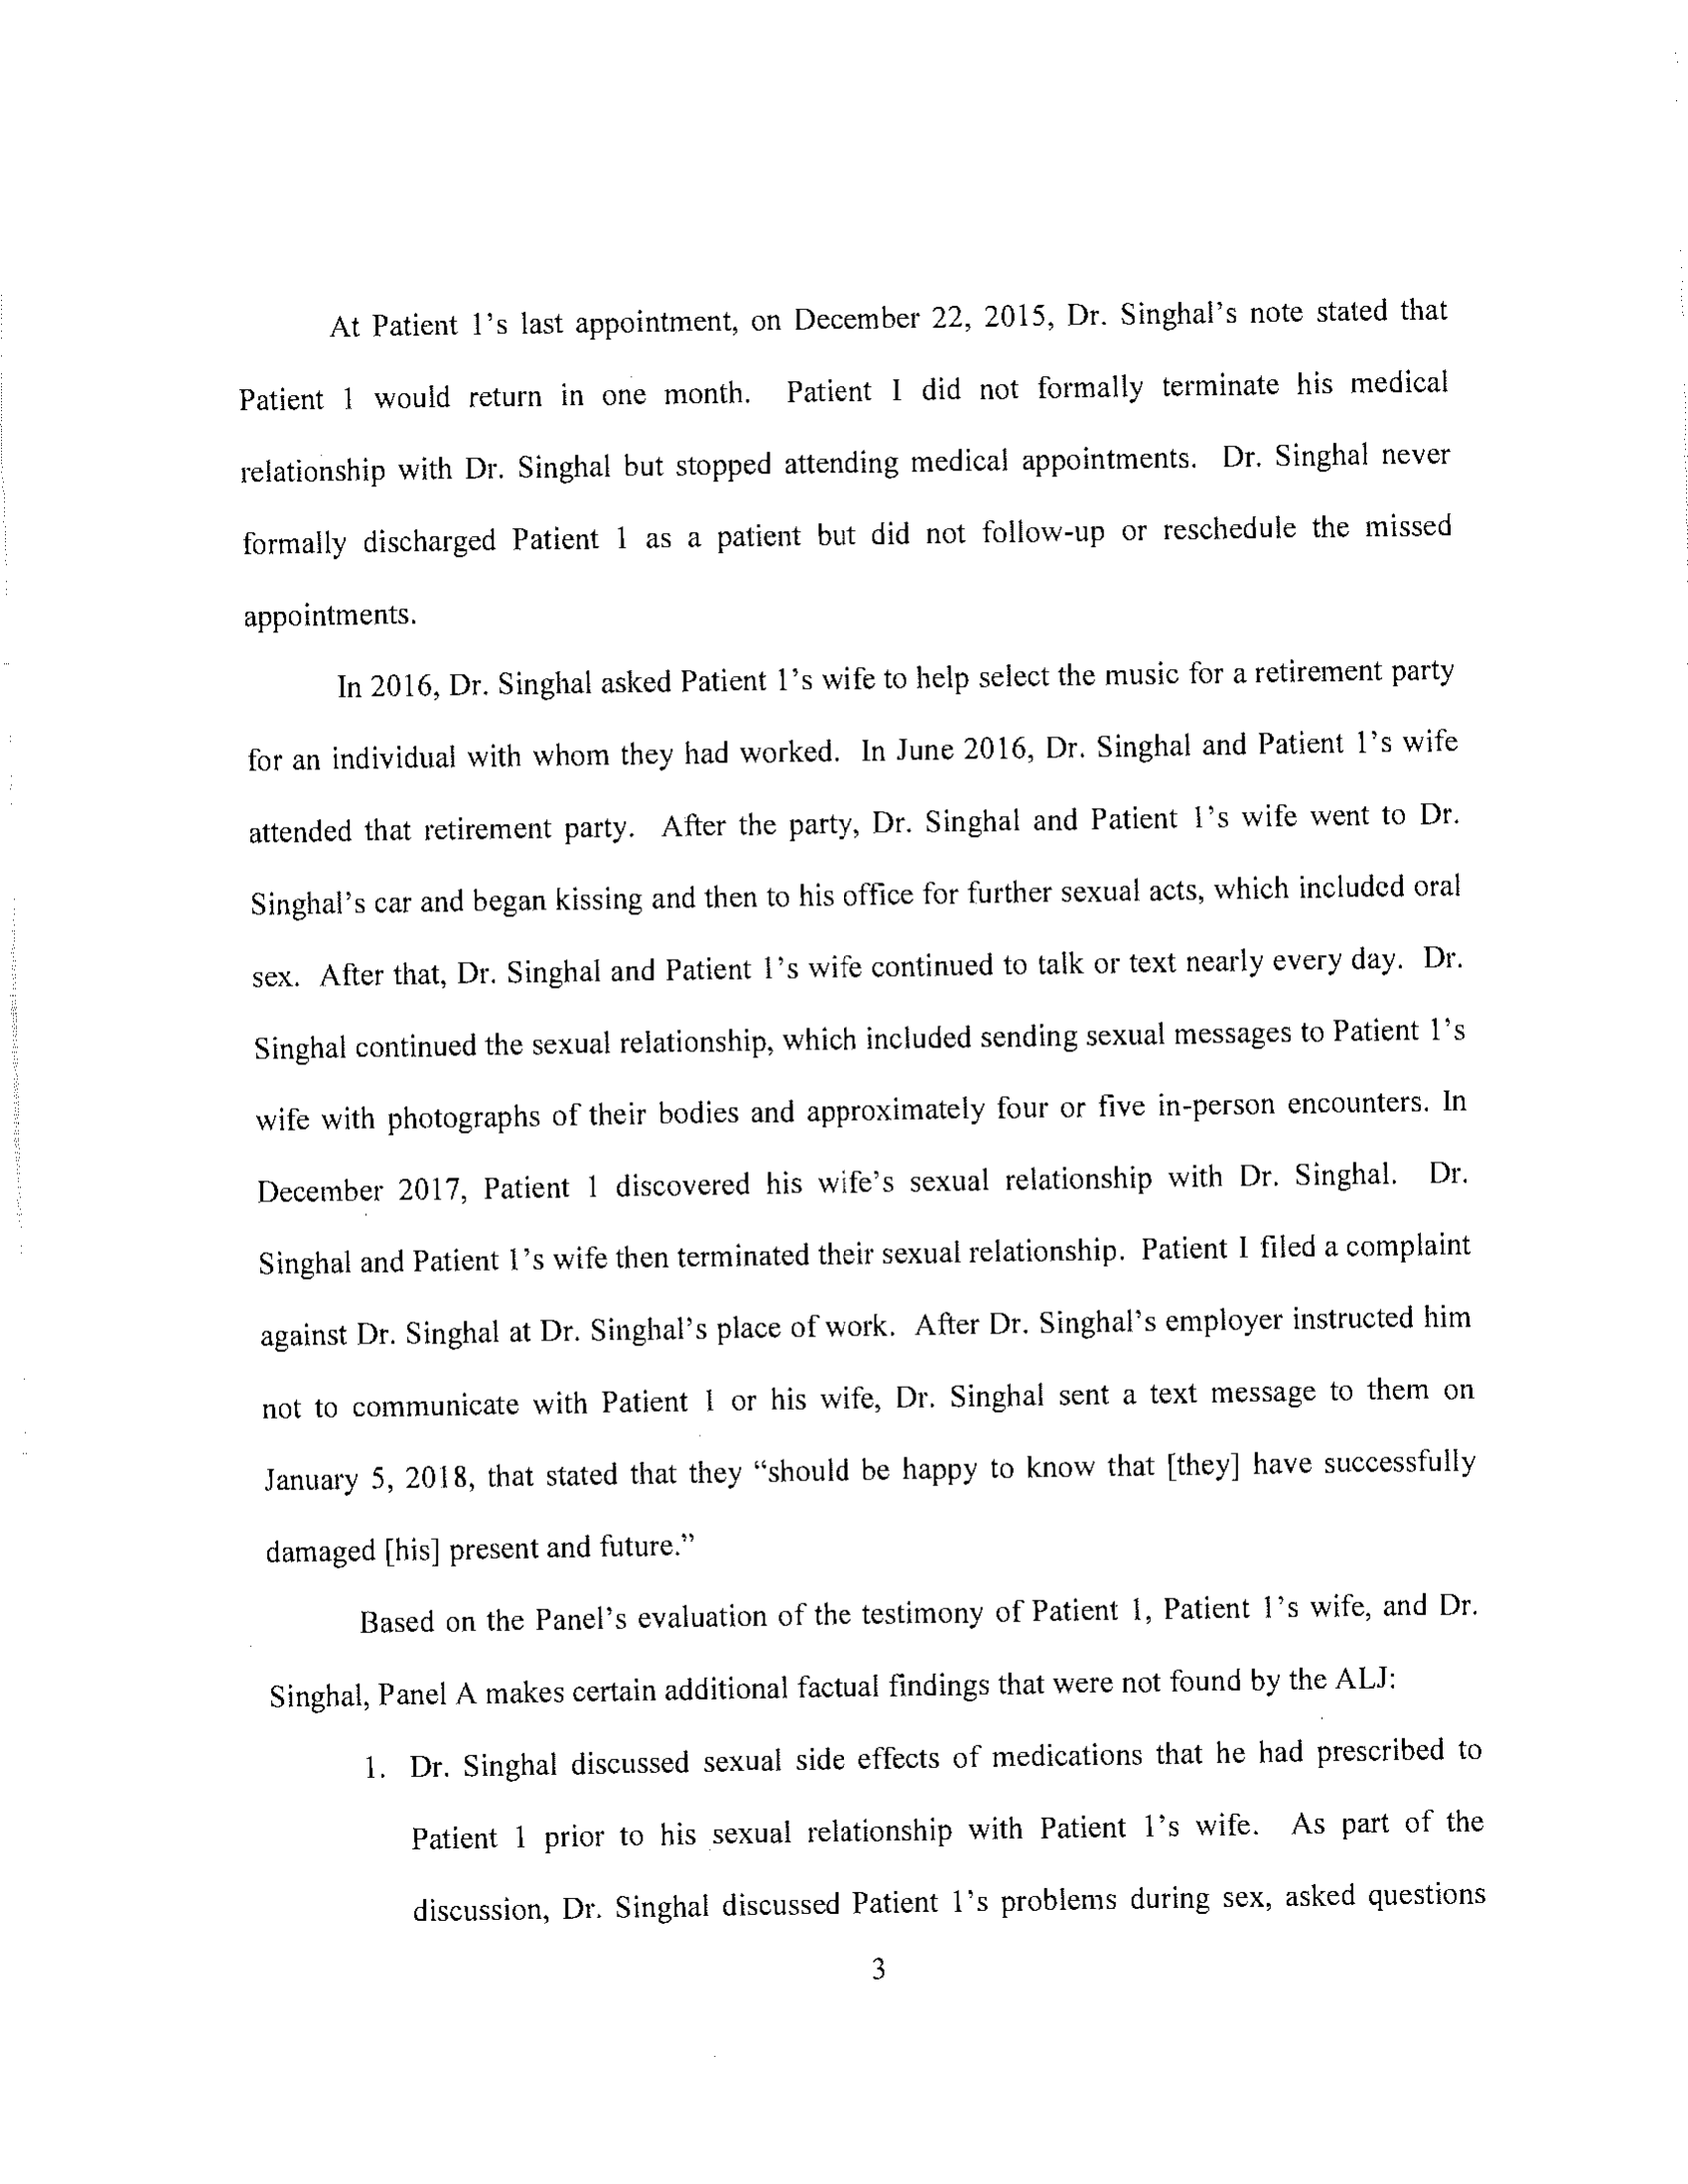 At Patient 1's last appointment, on December 22, 2015, Dr. Singhal's note stated that
Patient 1 would return in one month. Patient I did not formally terminate his medical
relationship with Dr. Singhal but stopped attending medical appointments. Dr. Singhal never
formally discharged Patient 1 as a patient but did not follow-up or reschedule the missed
appointments.
In 2016, Dr. Singhal asked Patient 1's wife to help select the music for a retirement party
for an individual with whom they had worked. In June 2016, Dr. Singhal and Patient 1's wife
attended that retirement party. After the party, Dr. Singhal and Patient 1's wife went to Dr.
Singhal's car and began kissing and then to his office for further sexual acts, which included oral
sex. After that, Dr. Singhal and Patient 1's wife continued to talk or text nearly every day. Dr.
Singhal continued the sexual relationship, which included sending sexual messages to Patient 1's
wife with photographs of their bodies and approximately four or five in-person encounters. In
December 2017, Patient 1 discovered his wife's sexual relationship with Dr. Singhal. Dr.
Singhal and Patient 1's wife then terminated their sexual relationship. Patient I filed a complaint
against Dr. Singhal at Dr. Singhal's place of work. After Dr. Singhal's employer instructed him
not to communicate with Patient 1 or his wife, Dr. Singhal sent a text message to them on
January 5, 2018, that stated that they “should be happy to know that [they] have successfully
damaged [his] present and future.”
Based on the Panel's evaluation of the testimony of Patient 1, Patient 1's wife, and Dr.
Singhal, Panel A makes certain additional factual findings that were not found by the ALJ:
1. Dr. Singhal discussed sexual side effects of medications that he had prescribed to
Patient 1 prior to his sexual relationship with Patient 1's wife. As part of the
discussion, Dr. Singhal discussed Patient 1's problems during sex, asked questions
3